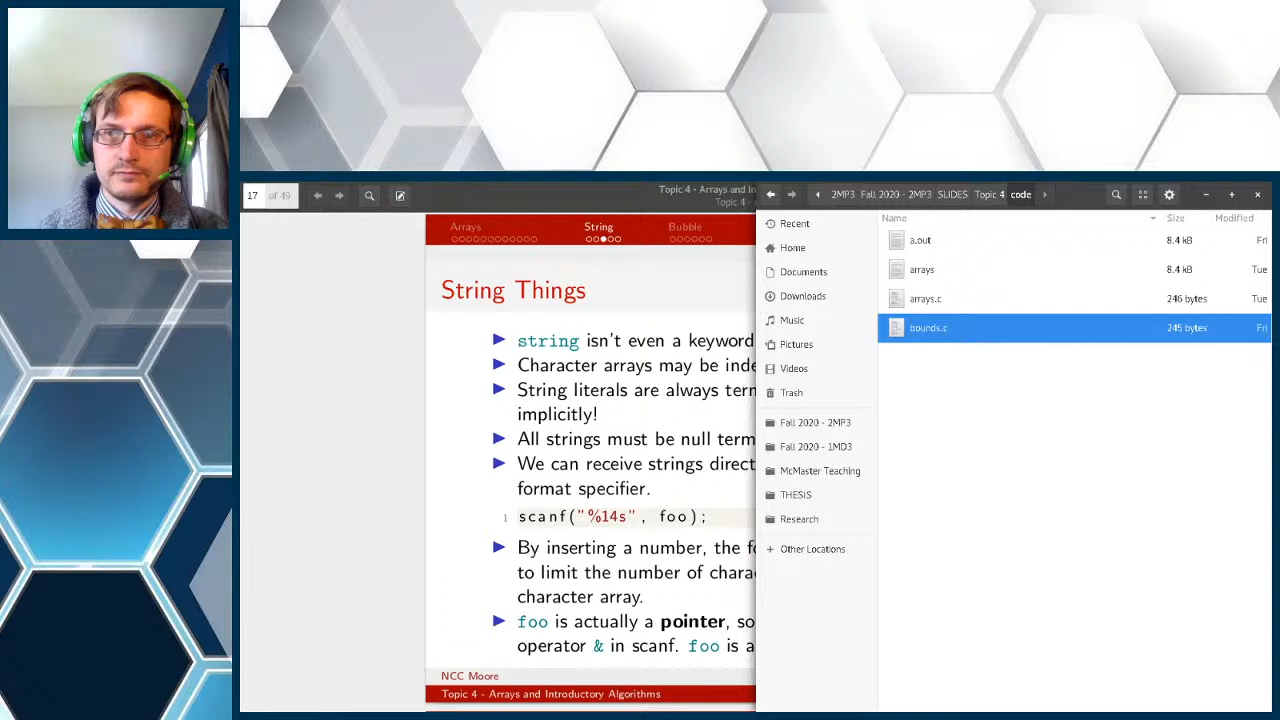 17 of 49
Topic 4 - Arrays and In
Topic 4 -
Arrays String Bubble
String Things
string isn't even a keyword
Character arrays may be inde
String literals are always term
implicitly!
All strings must be null term
We can receive strings direct
format specifier.
1 scanf("%14s", foo);
By inserting a number, the fo
to limit the number of charac
character array.
foo is actually a pointer, so
operator & in scanf. foo is a
NCC Moore
Topic 4 - Arrays and Introductory Algorithms
2MP3 Fall 2020 - 2MP3 SLIDES Topic 4 code
Recent
Home
Documents
Downloads
Music
Pictures
Videos
Trash
Fall 2020 - 2MP3
Fall 2020 - 1MD3
McMaster Teaching
THESIS
Research
+ Other Locations
Name Size Modified
a.out 8.4 kB Fri
arrays 8.4 kB Tue
arrays.c 246 bytes Tue
bounds.c 245 bytes Fri